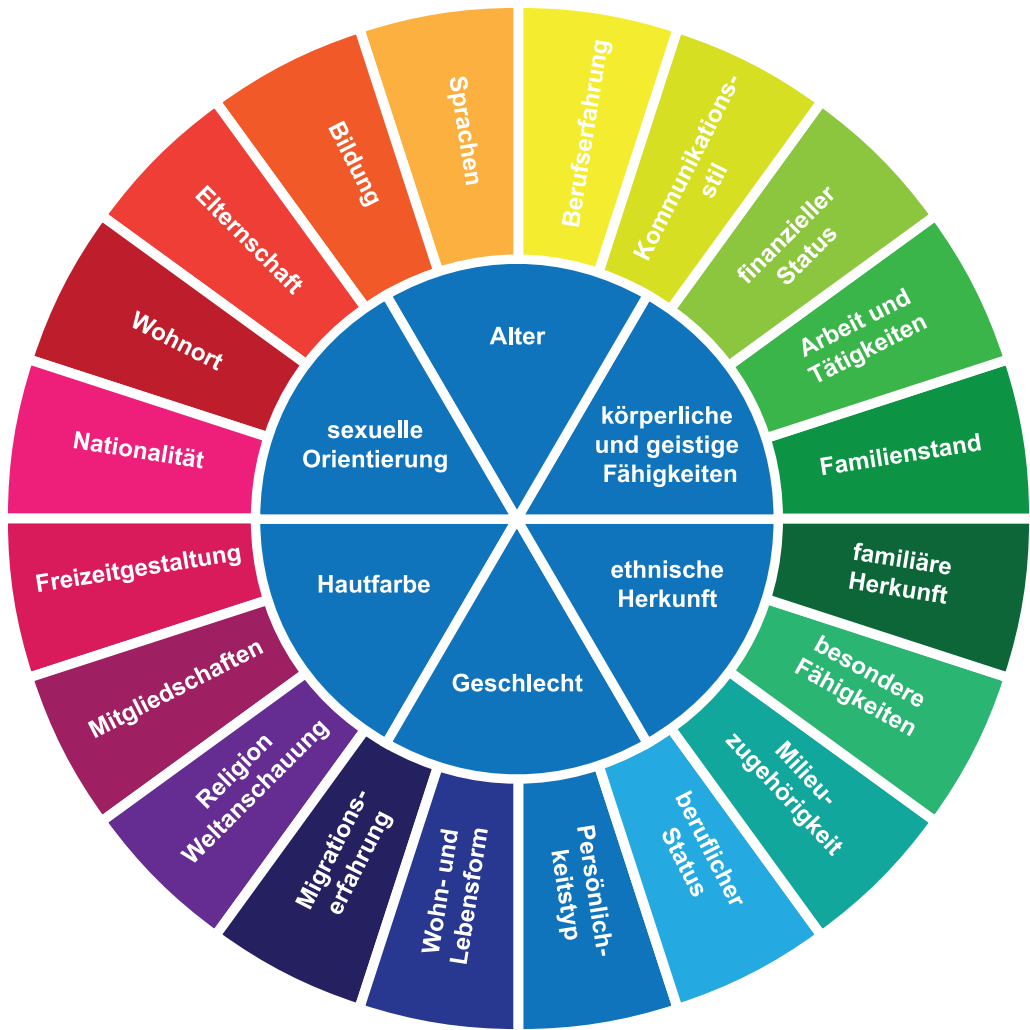 Berufserfahrung
Kommunikations-
stil
finanzieller
Status
Arbeit und
Tätigkeiten
Familienstand
familiäre
Herkunft
besondere
Fähigkeiten
Milieu-
zugehörigkeit
beruflicher
Status
Persönlich-
keitstyp
Wohn- und
Lebensform
Migrations-
erfahrung
Religion
Weltanschauung
Mitgliedschaften
Freizeitgestaltung
Nationalität
Wohnort
Elternschaft
Bildung
Sprachen
Alter
körperliche
und geistige
Fähigkeiten
ethnische
Herkunft
Geschlecht
Hautfarbe
sexuelle
Orientierung